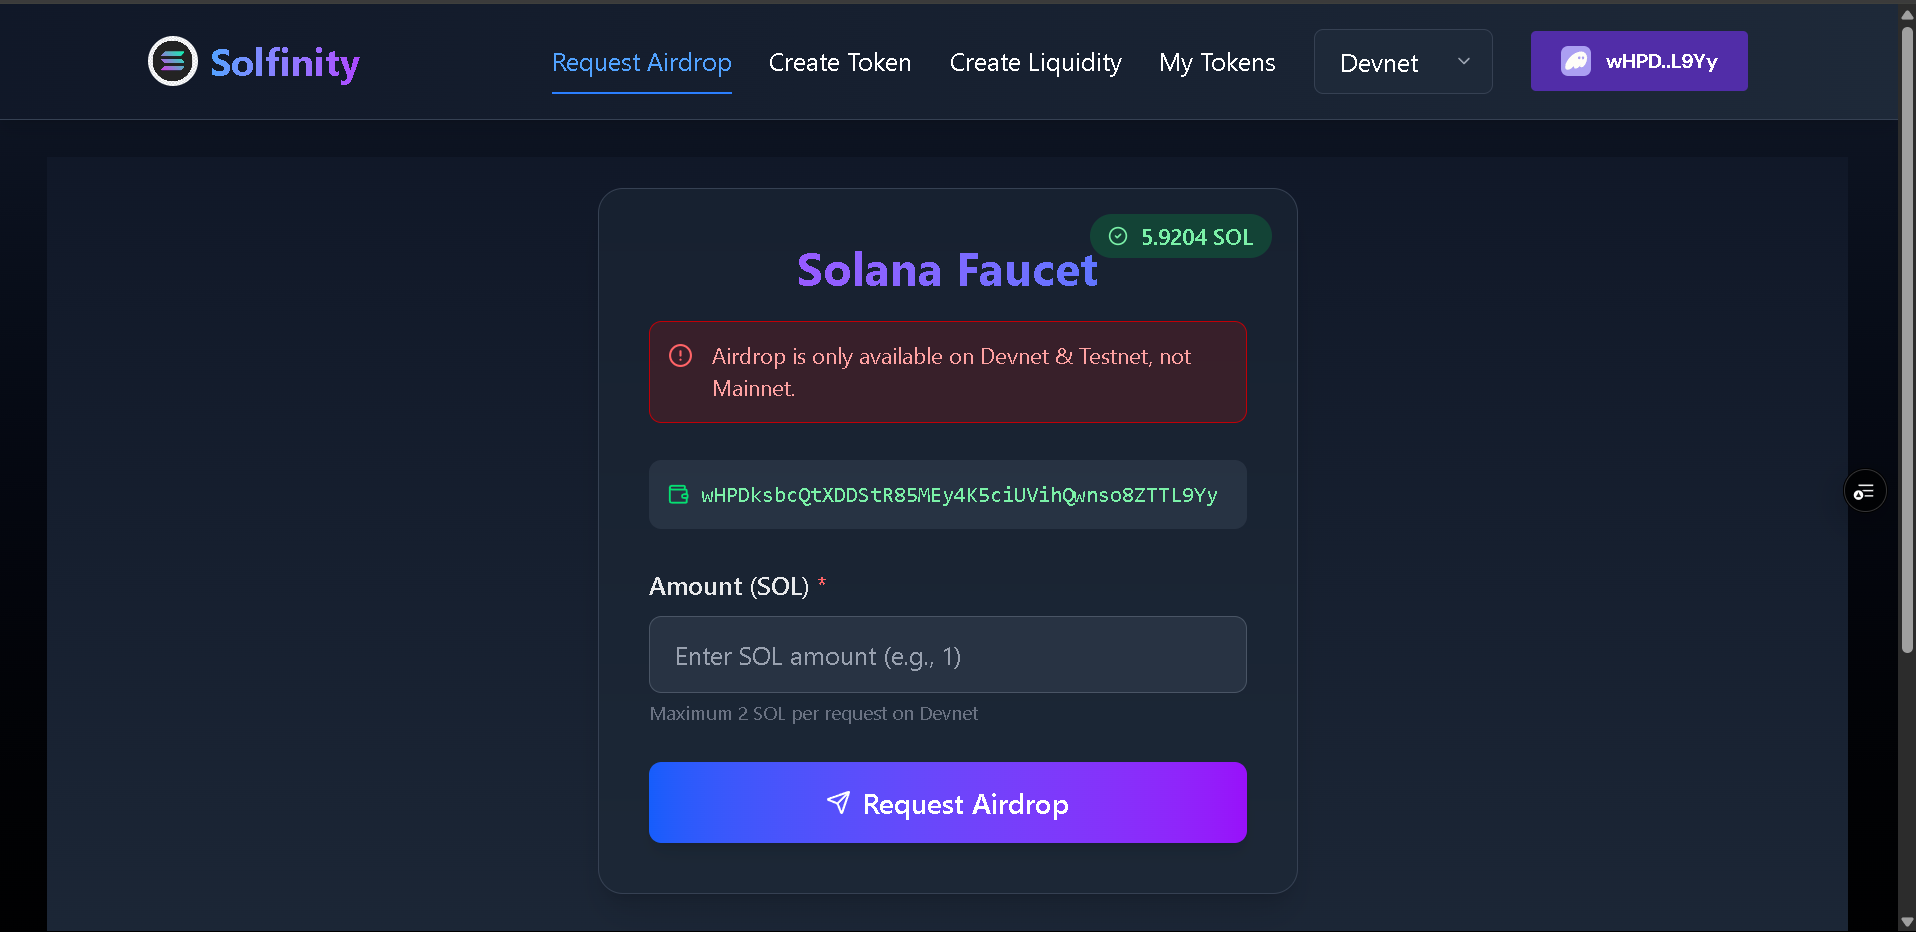 Solfinity
Request Airdrop
Create Token
Create Liquidity
My Tokens
Devnet
wHPD..L9Yy
5.9204 SOL
Solana Faucet
Airdrop is only available on Devnet & Testnet, not
Mainnet.
wHPDksbcQtXDDStR85MEy4K5ciUVihQwnso8ZTTL9Yy
Amount (SOL) *
Enter SOL amount (e.g., 1)
Maximum 2 SOL per request on Devnet
Request Airdrop